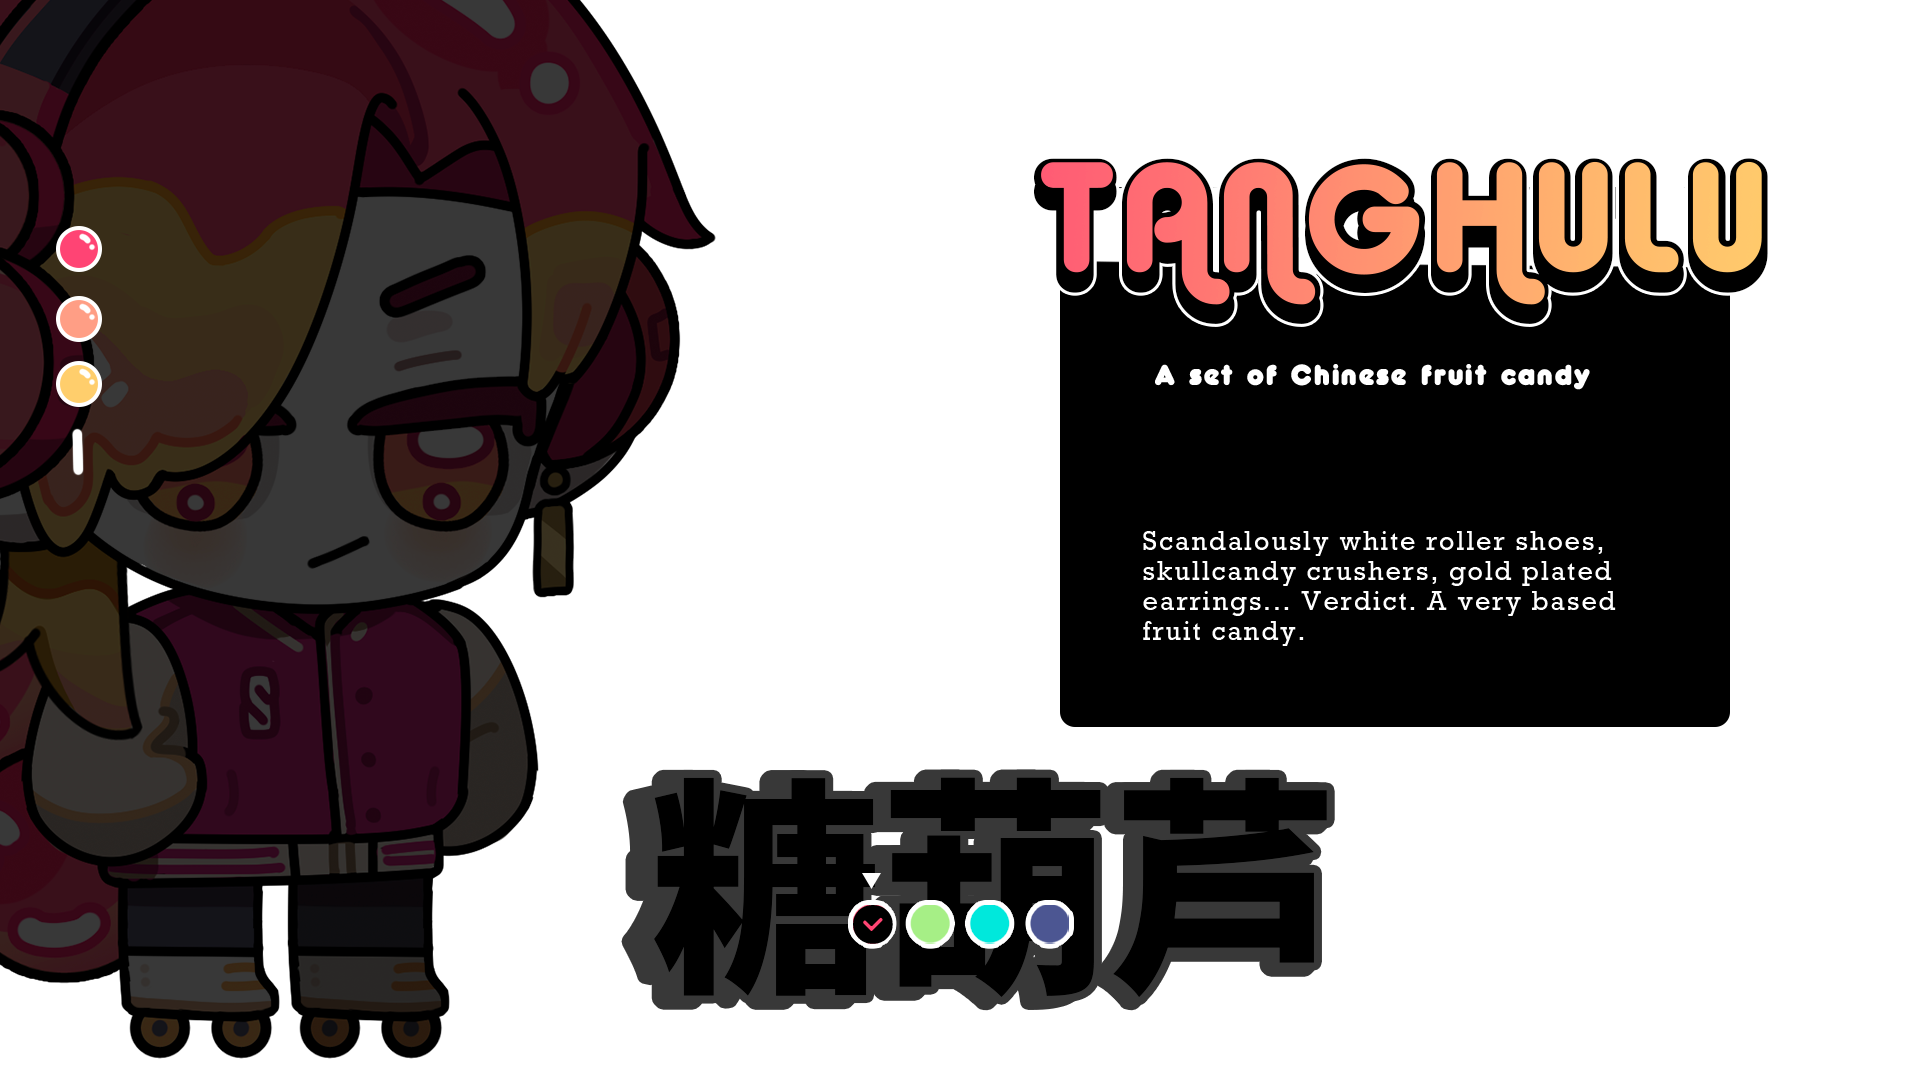 TANGHULU
A set of Chinese fruit candy
Scandalously white roller shoes,
skullcandy crushers, gold plated
earrings... Verdict. A very based
fruit candy.
S
糖葫芦